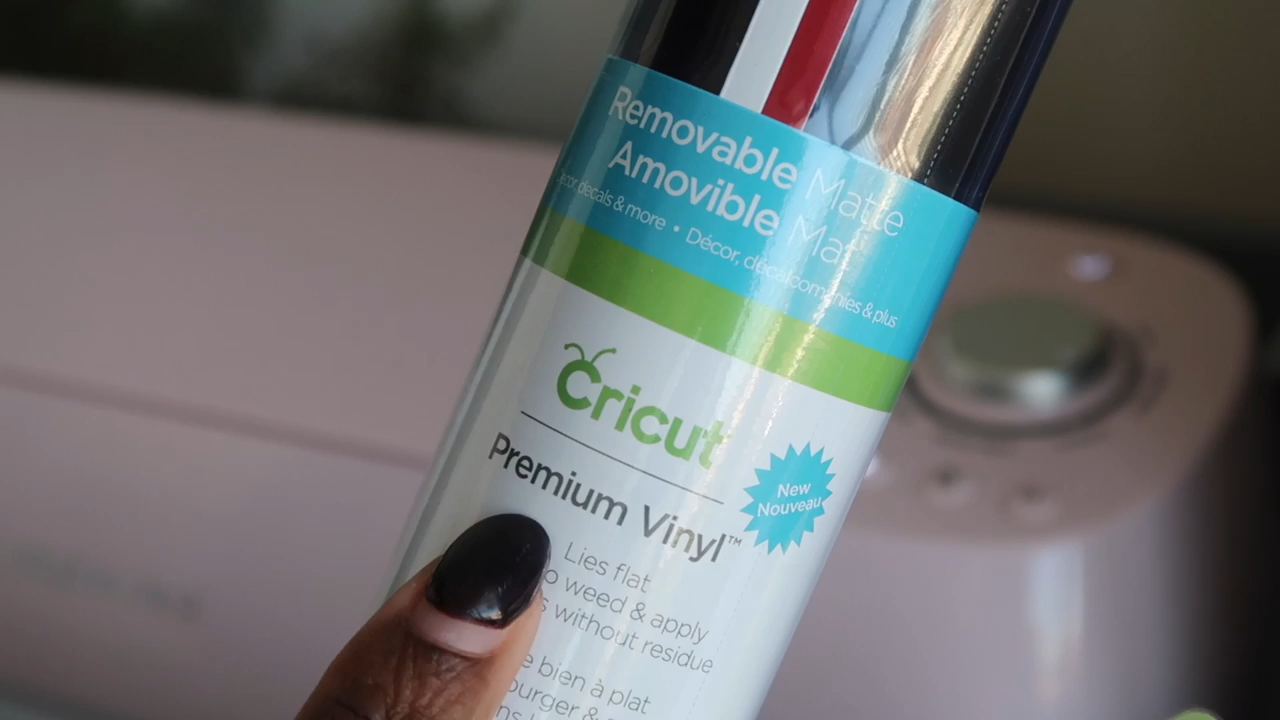 Removable Matte
Amovible Mat
decals & more • Décor, décalcomanies & plus
Cricut
Premium Vinyl™
New
Nouveau
Lies flat
weed & apply
without residue
bien à plat
&